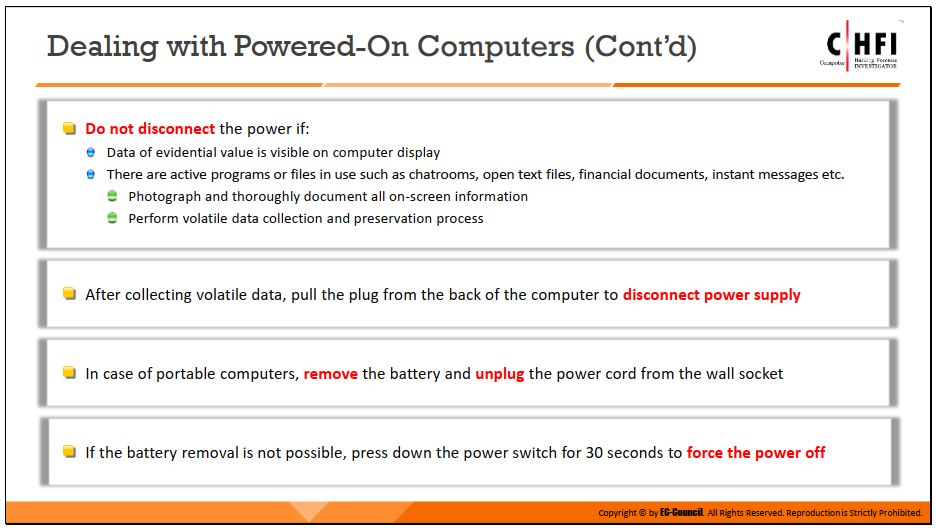 Dealing with Powered-On Computers (Cont’d)
CHFI
Computer Hacking Forensic
INVESTIGATOR
Do not disconnect the power if:
Data of evidential value is visible on computer display
There are active programs or files in use such as chatrooms, open text files, financial documents, instant messages etc.
Photograph and thoroughly document all on-screen information
Perform volatile data collection and preservation process
After collecting volatile data, pull the plug from the back of the computer to disconnect power supply
In case of portable computers, remove the battery and unplug the power cord from the wall socket
If the battery removal is not possible, press down the power switch for 30 seconds to force the power off
Copyright © by EC-Council. All Rights Reserved. Reproduction is Strictly Prohibited.